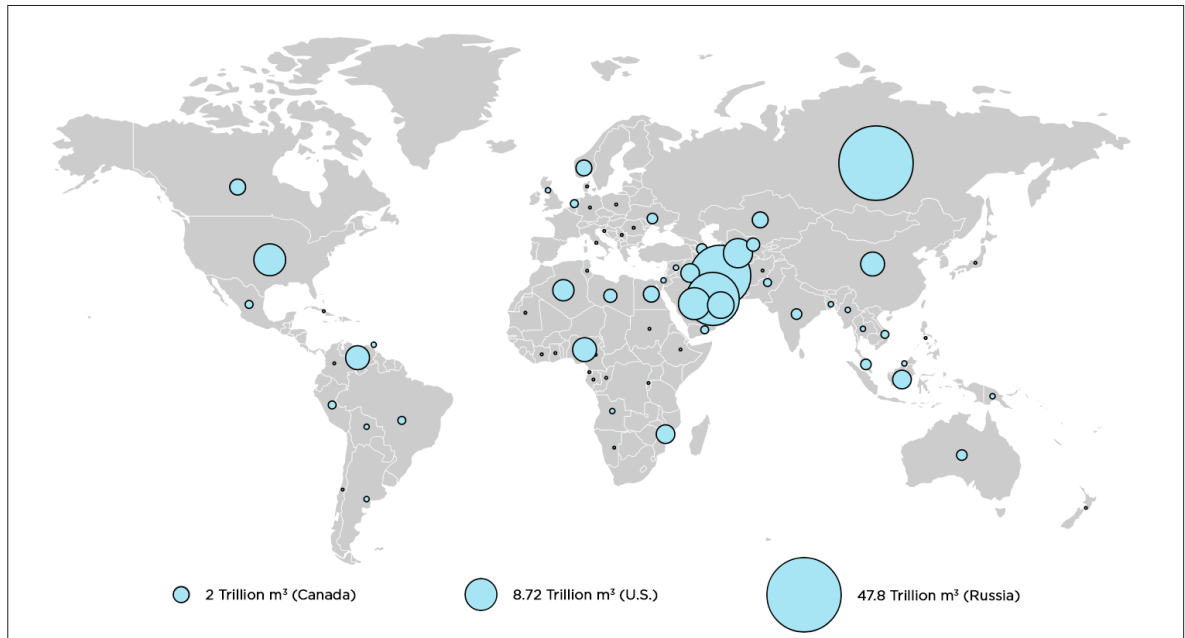 2 Trillion m³ (Canada)
8.72 Trillion m³ (U.S.)
47.8 Trillion m³ (Russia)